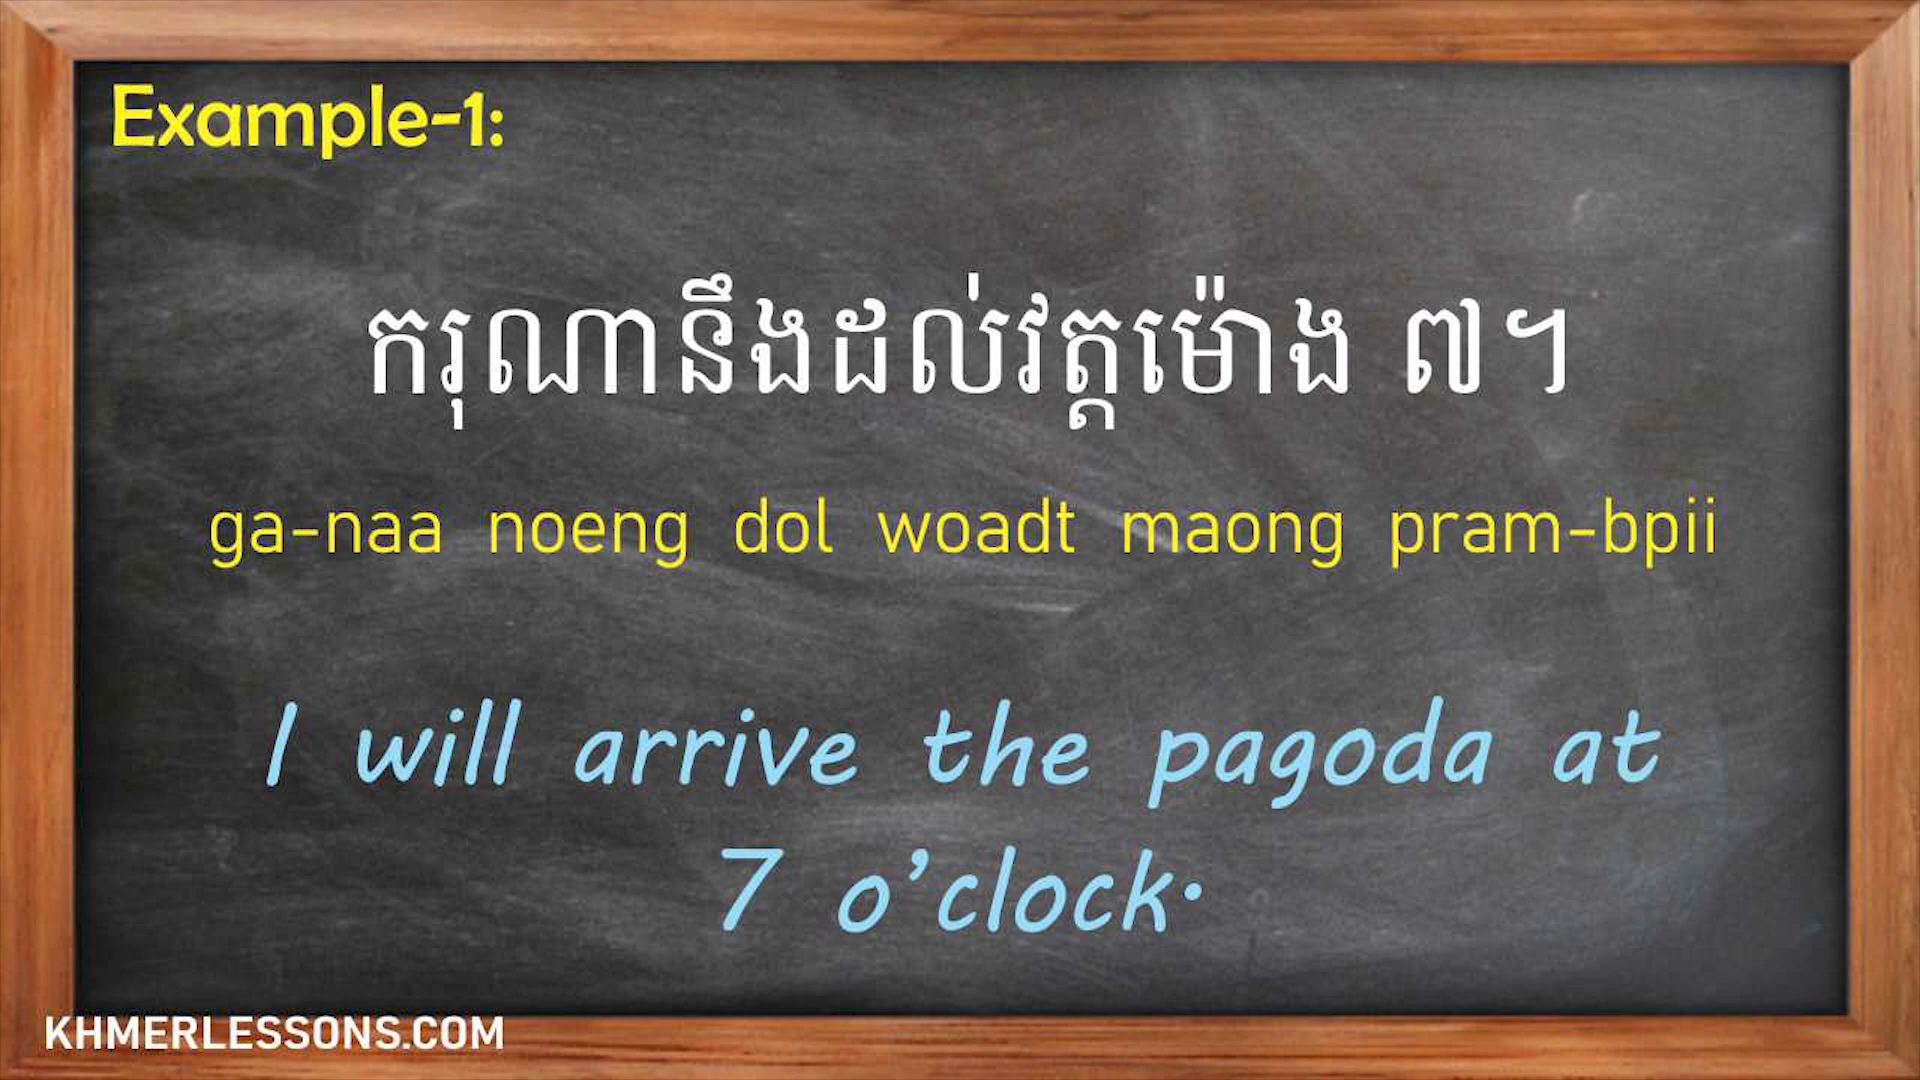 Example-1:
ករុណានឹងដល់វត្តម៉ោង ៧។
ga-naa noeng dol woadt maong pram-bpii
I will arrive the pagoda at
7 o’clock.
KHMERLESSONS.COM